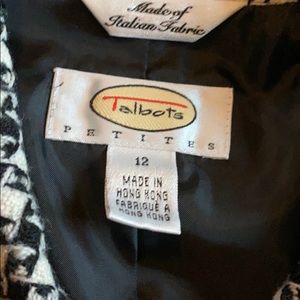 Made of
Italian Fabric
Talbots
PETITES
12
MADE IN
HONG KONG
FABRIQUÉ A
HONG KONG